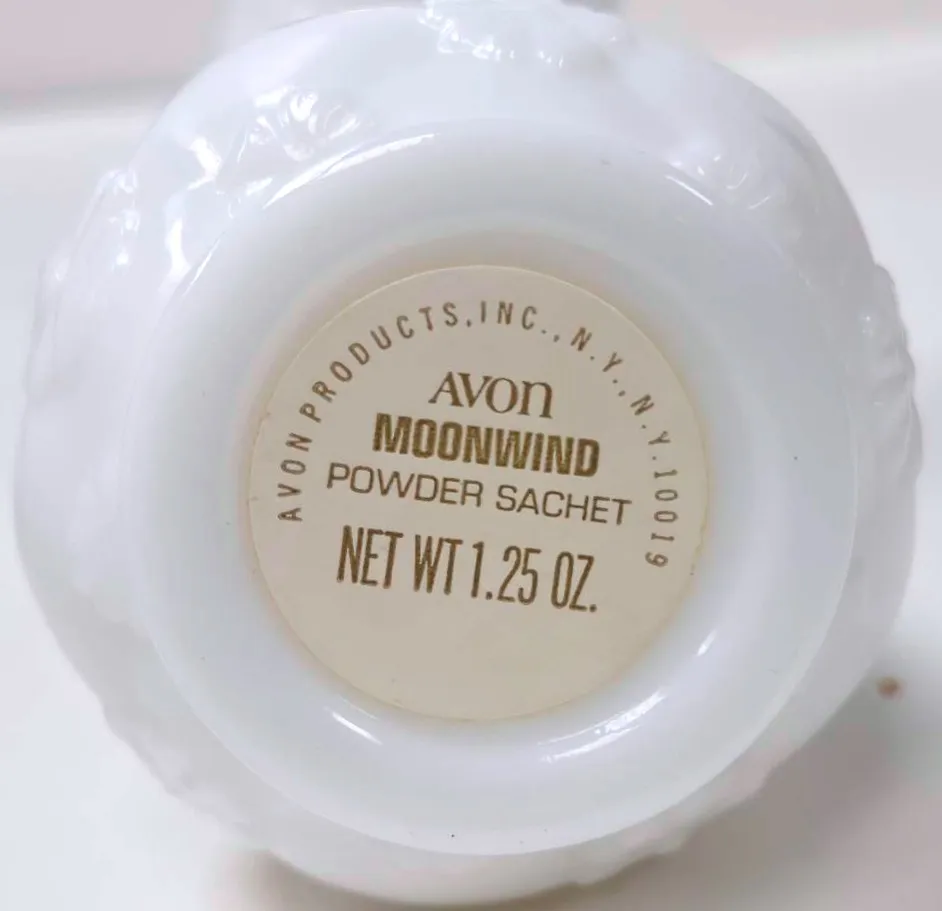 AVON PRODUCTS, INC., N.Y., N.Y. 10019
AVON
MOONWIND
POWDER SACHET
NET WT 1.25 OZ.